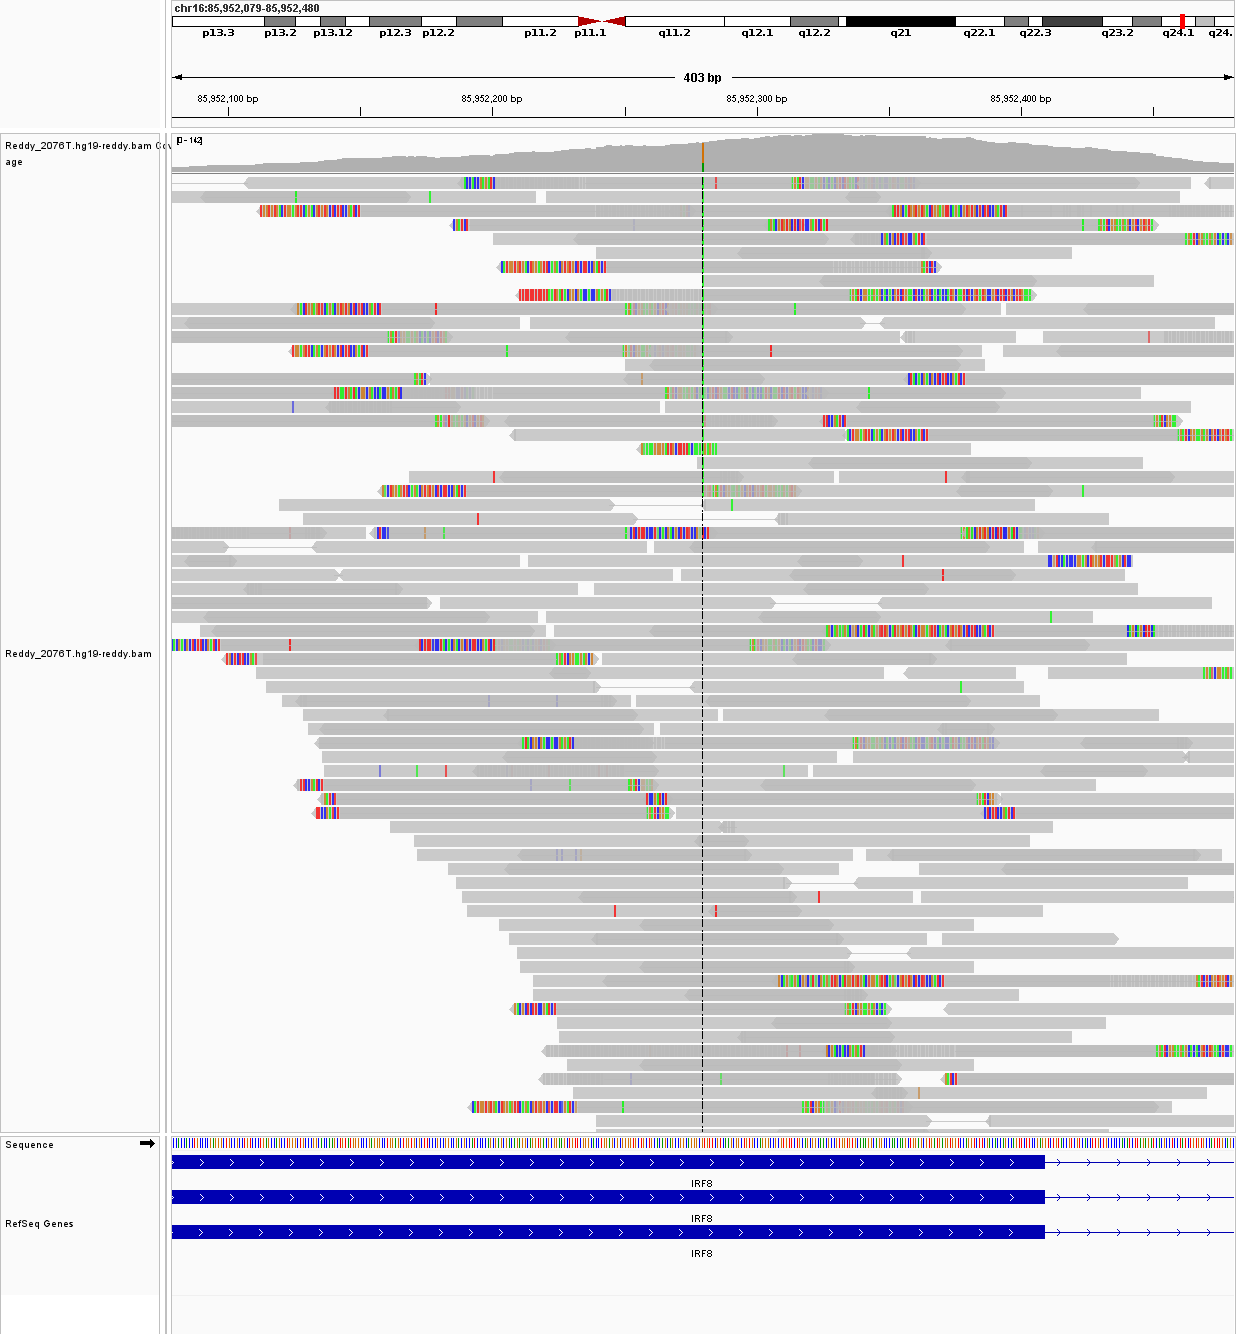 chr16:85,952,079-85,952,480
p13.3 p13.2 p13.12 p12.3 p12.2 p11.2 p11.1 q11.2 q12.1 q12.2 q21 q22.1 q22.3 q23.2 q24.1 q24.
403 bp
85,952,100 bp 85,952,200 bp 85,952,300 bp 85,952,400 bp
Reddy_2076T.hg19-reddy.bam Cov
age
[0 - 142]
Reddy_2076T.hg19-reddy.bam
Sequence
IRF8
IRF8
RefSeq Genes
IRF8